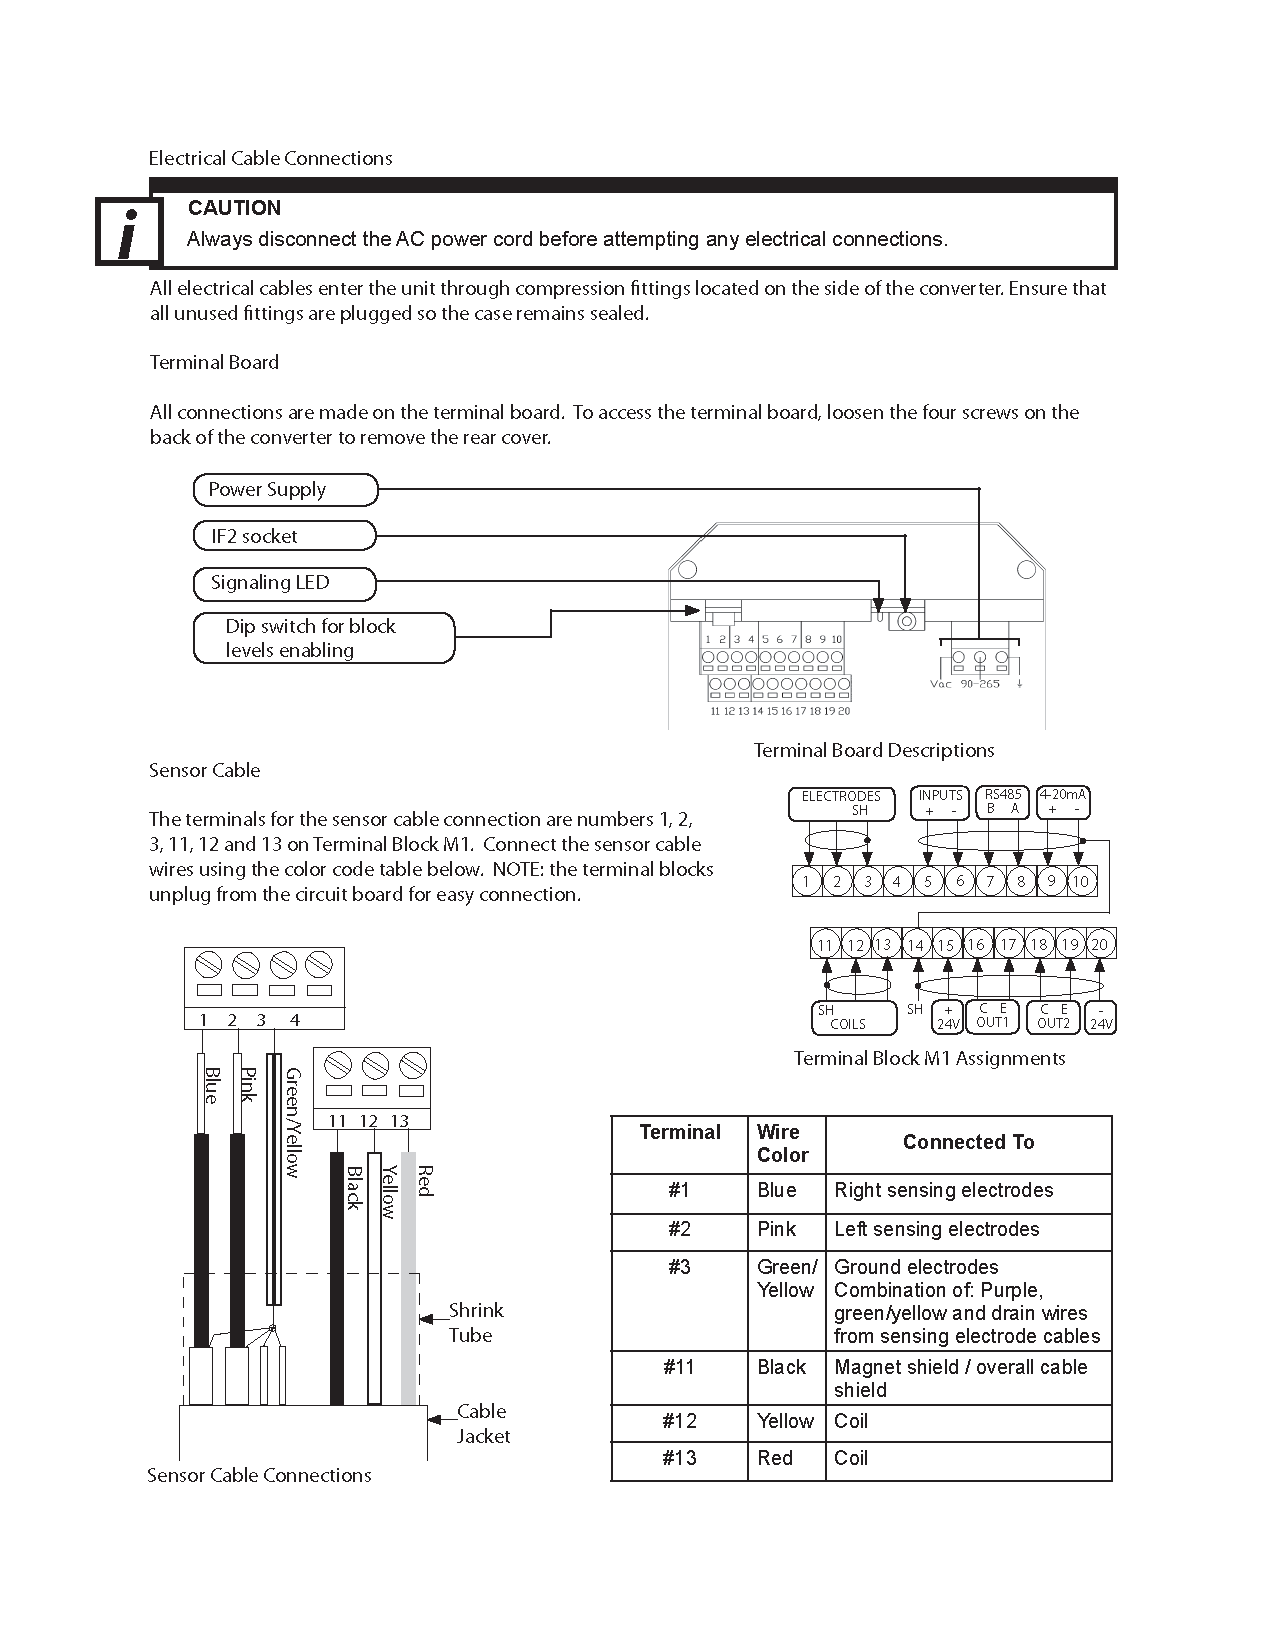 Electrical Cable Connections
i
CAUTION
Always disconnect the AC power cord before attempting any electrical connections.
All electrical cables enter the unit through compression fittings located on the side of the converter. Ensure that
all unused fittings are plugged so the case remains sealed.
Terminal Board
All connections are made on the terminal board.  To access the terminal board, loosen the four screws on the
back of the converter to remove the rear cover.
Power Supply
IF2 socket
Signaling LED
Dip switch for block
levels enabling
1 2 3 4 5 6 7 8 9 10
Vac 90-265
11 12 13 14 15 16 17 18 19 20
Terminal Board Descriptions
Sensor Cable
The terminals for the sensor cable connection are numbers 1, 2,
3, 11, 12 and 13 on Terminal Block M1.  Connect the sensor cable
wires using the color code table below.  NOTE: the terminal blocks
unplug from the circuit board for easy connection.
ELECTRODES INPUTS RS485 4-20mA
SH + - B A + -
1 2 3 4 5 6 7 8 9 10
11 12 13 14 15 16 17 18 19 20
SH SH + C E C E -
COILS 24V OUT1 OUT2 24V
Terminal Block M1 Assignments
1 2 3 4
Blue
Pink
Green/Yellow
11 12 13
Black
Yellow
Red
Shrink
Tube
Cable
Jacket
Sensor Cable Connections
Terminal Wire Connected To
Color
#1 Blue Right sensing electrodes
#2 Pink Left sensing electrodes
#3 Green/ Ground electrodes
Yellow Combination of: Purple,
green/yellow and drain wires
from sensing electrode cables
#11 Black Magnet shield / overall cable
shield
#12 Yellow Coil
#13 Red Coil